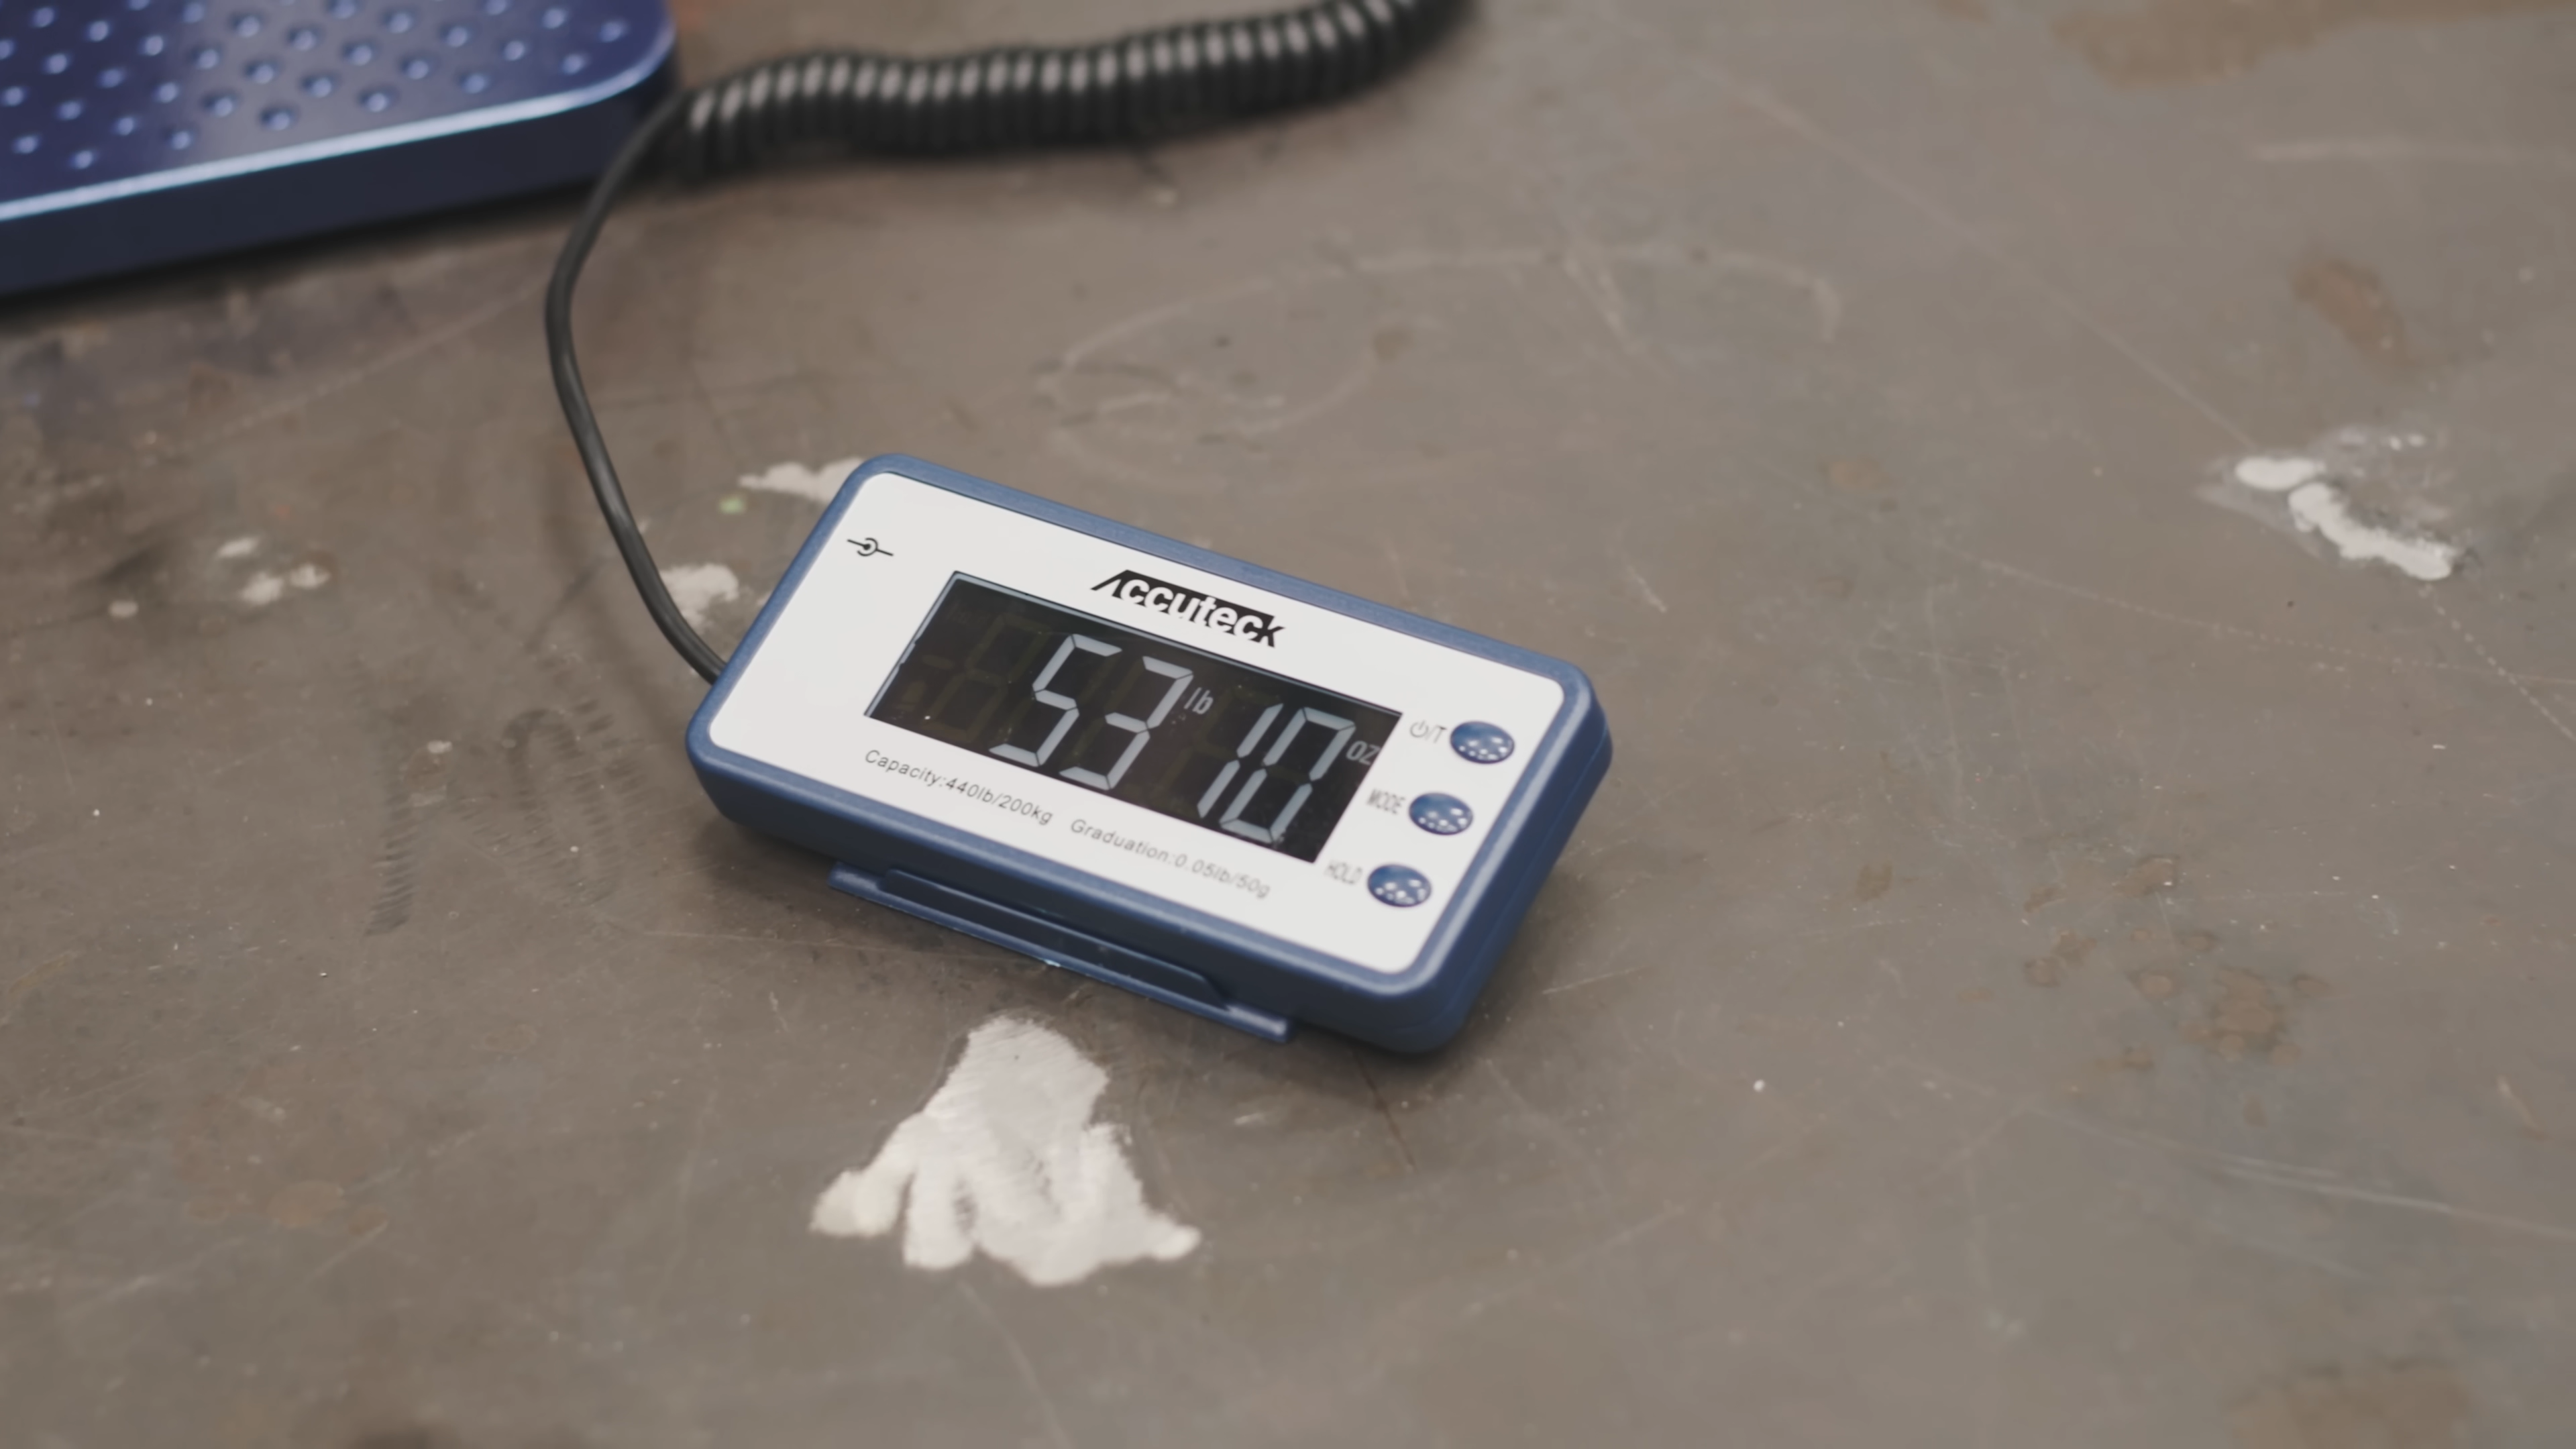 Accuteck
53 lb 10 oz
⏻/T
MODE
HOLD
Capacity:440lb/200kg Graduation:0.05lb/50g